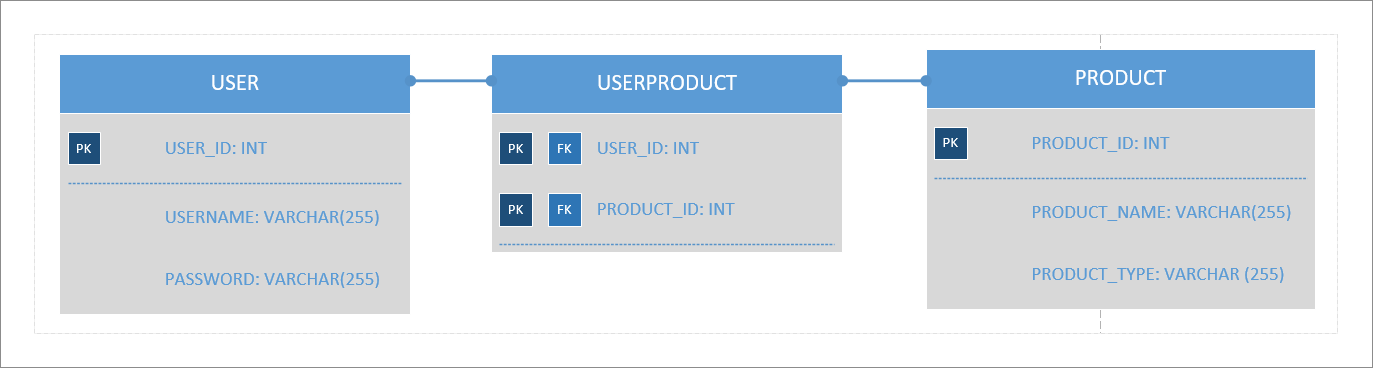 USER
PK USER_ID: INT
USERNAME: VARCHAR(255)
PASSWORD: VARCHAR(255)
USERPRODUCT
PK FK USER_ID: INT
PK FK PRODUCT_ID: INT
PRODUCT
PK PRODUCT_ID: INT
PRODUCT_NAME: VARCHAR(255)
PRODUCT_TYPE: VARCHAR (255)